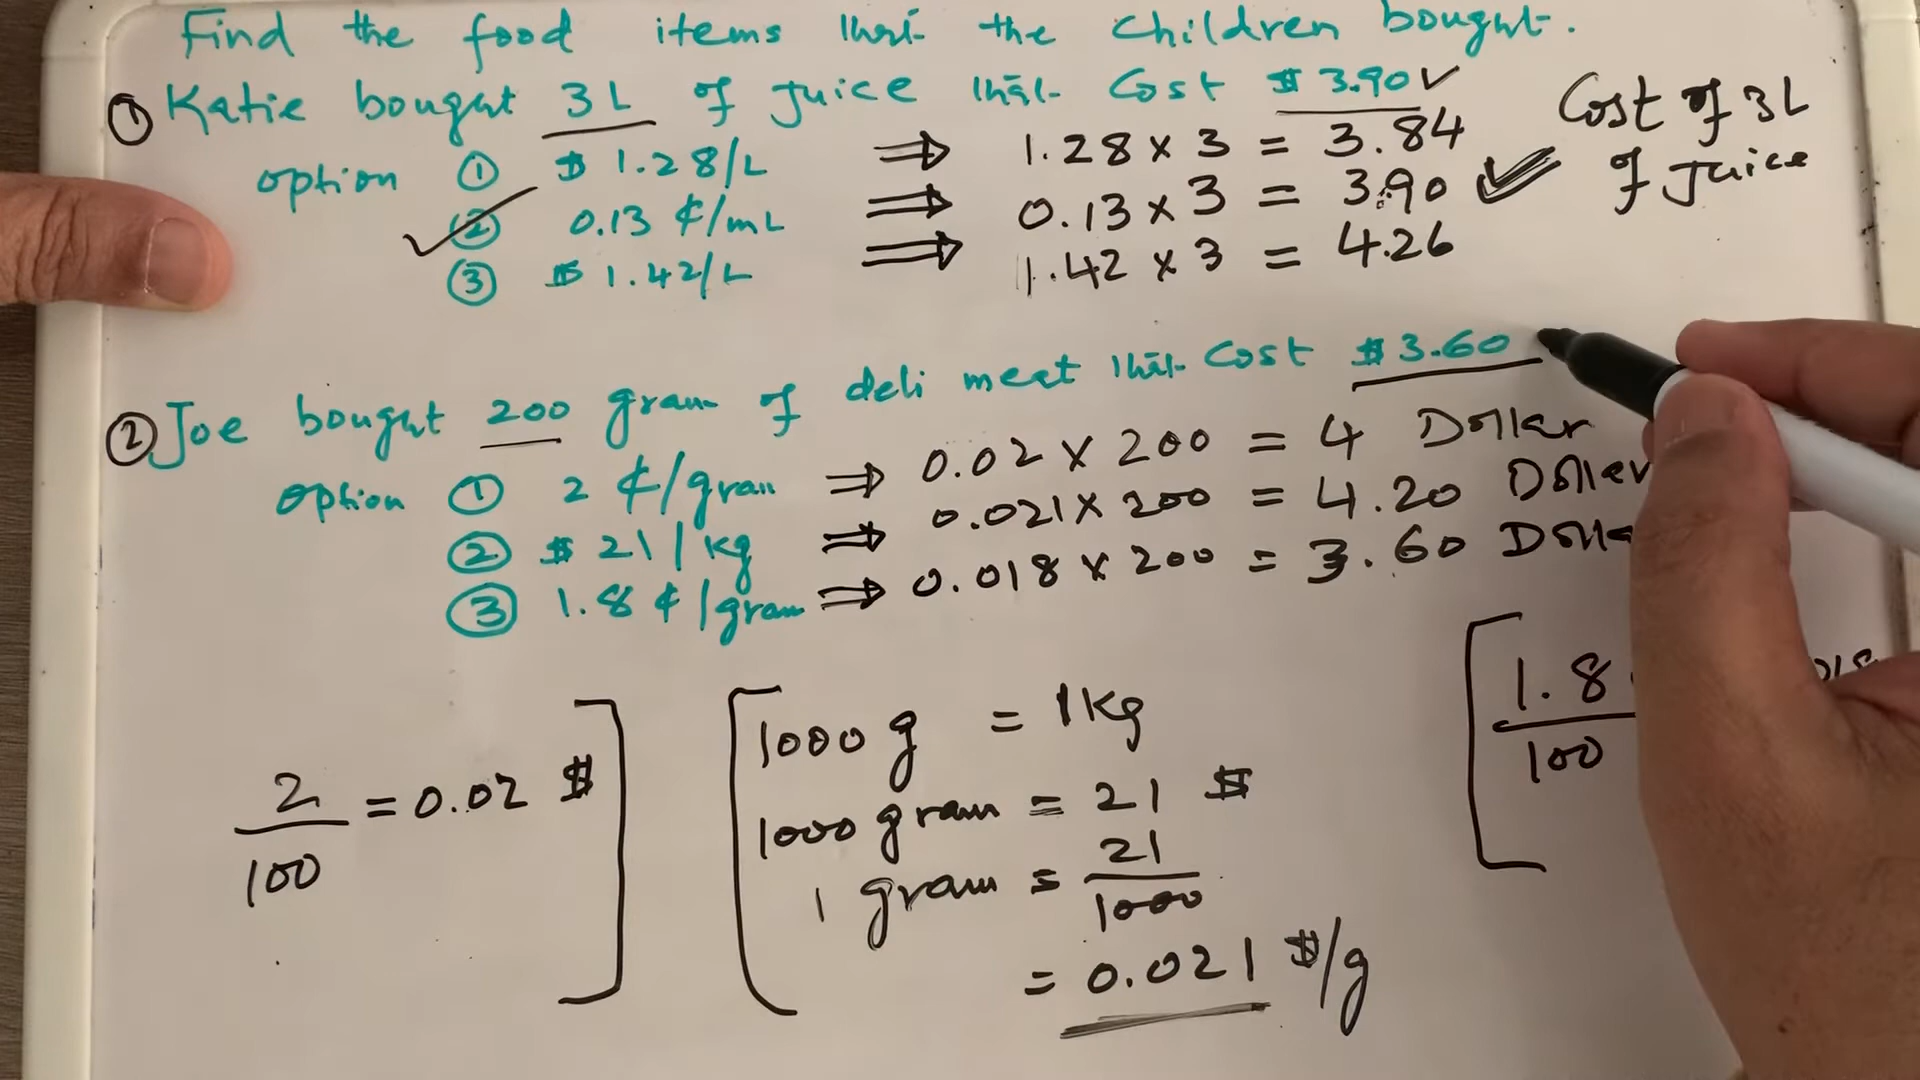 Find the food items that the children bought.
① Katie bought 3 L of Juice that cost $ 3.90 ✓
option ① $ 1.28/L ⇒ 1.28 x 3 = 3.84 Cost of 3L
② 0.13 ¢/mL ⇒ 0.13 x 3 = 3.90 ✓ of Juice
③ $ 1.42/L ⇒ 1.42 x 3 = 4.26
② Joe bought 200 gram of deli meet that cost $ 3.60
option ① 2 ¢/gram ⇒ 0.02 x 200 = 4 Dollar
② $ 21/kg ⇒ 0.021 x 200 = 4.20 Dollar
③ 1.8 ¢/gram ⇒ 0.018 x 200 = 3.60
2/100 = 0.02 $
1000 g = 1kg
1000 gram = 21 $
1 gram = 21/1000
= 0.021 $/g
1.8
100